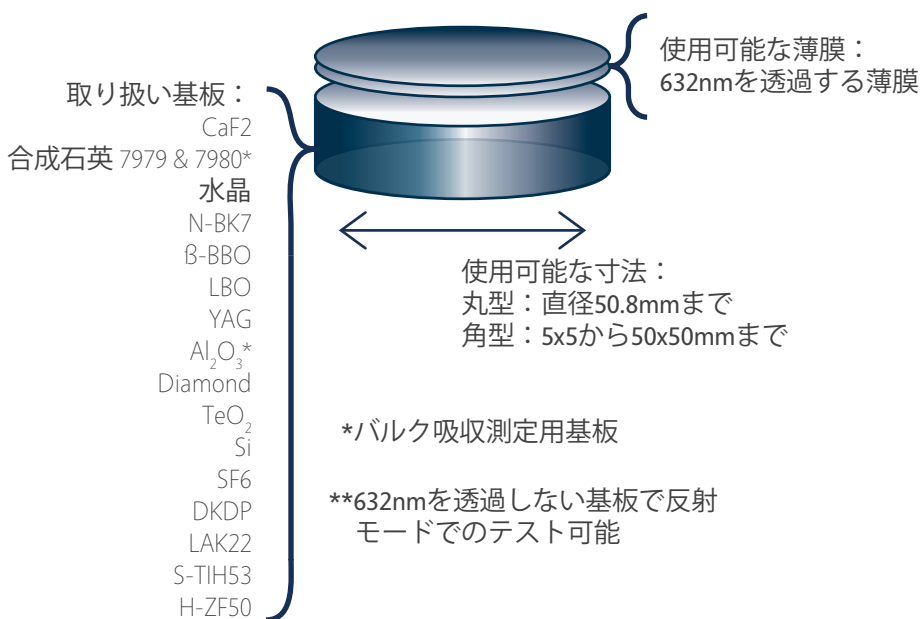 取り扱い基板：
CaF2
合成石英 7979 & 7980*
水晶
N-BK7
ß-BBO
LBO
YAG
Al₂O₃*
Diamond
TeO₂
Si
SF6
DKDP
LAK22
S-TIH53
H-ZF50
使用可能な薄膜：
632nmを透過する薄膜
使用可能な寸法：
丸型：直径50.8mmまで
角型：5x5から50x50mmまで
*バルク吸収測定用基板
**632nmを透過しない基板で反射
モードでのテスト可能